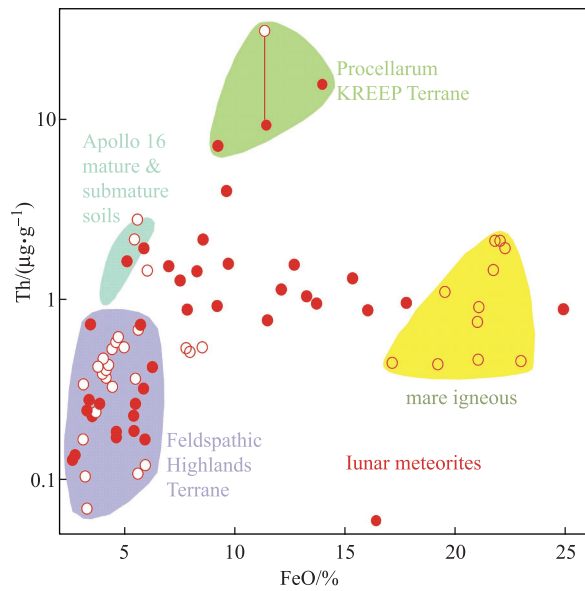 Procellarum
KREEP Terrane
Apollo 16
mature &
submature
soils
mare igneous
Feldspathic
Highlands
Terrane
lunar meteorites
Th/(μg•g⁻¹)
10
1
0.1
5
10
15
20
25
FeO/%